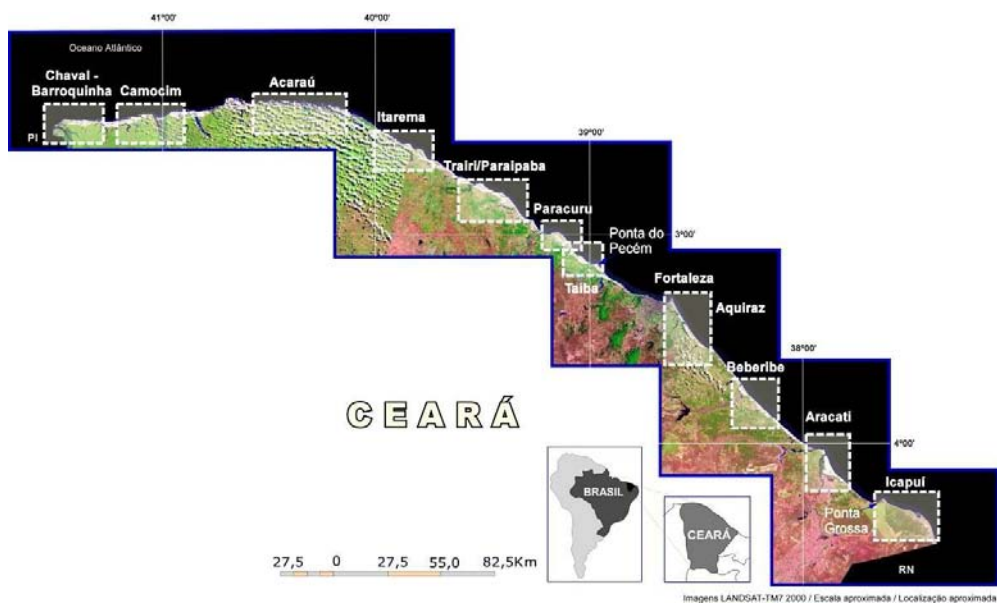 41°00'
40°00'
Oceano Atlântico
Chaval -
Barroquinha
Camocim
Acaraú
PI
Itarema
39°00'
Trairi/Paraipaba
Paracuru
3°00'
Ponta do
Pecém
Taiba
Fortaleza
Aquiraz
38°00'
Beberibe
CEARÁ
Aracati
4°00'
Icapuí
Ponta
Grossa
RN
BRASIL
CEARÁ
27,5 0 27,5 55,0 82,5Km
Imagens LANDSAT-TM7 2000 / Escala aproximada / Localização aproximada